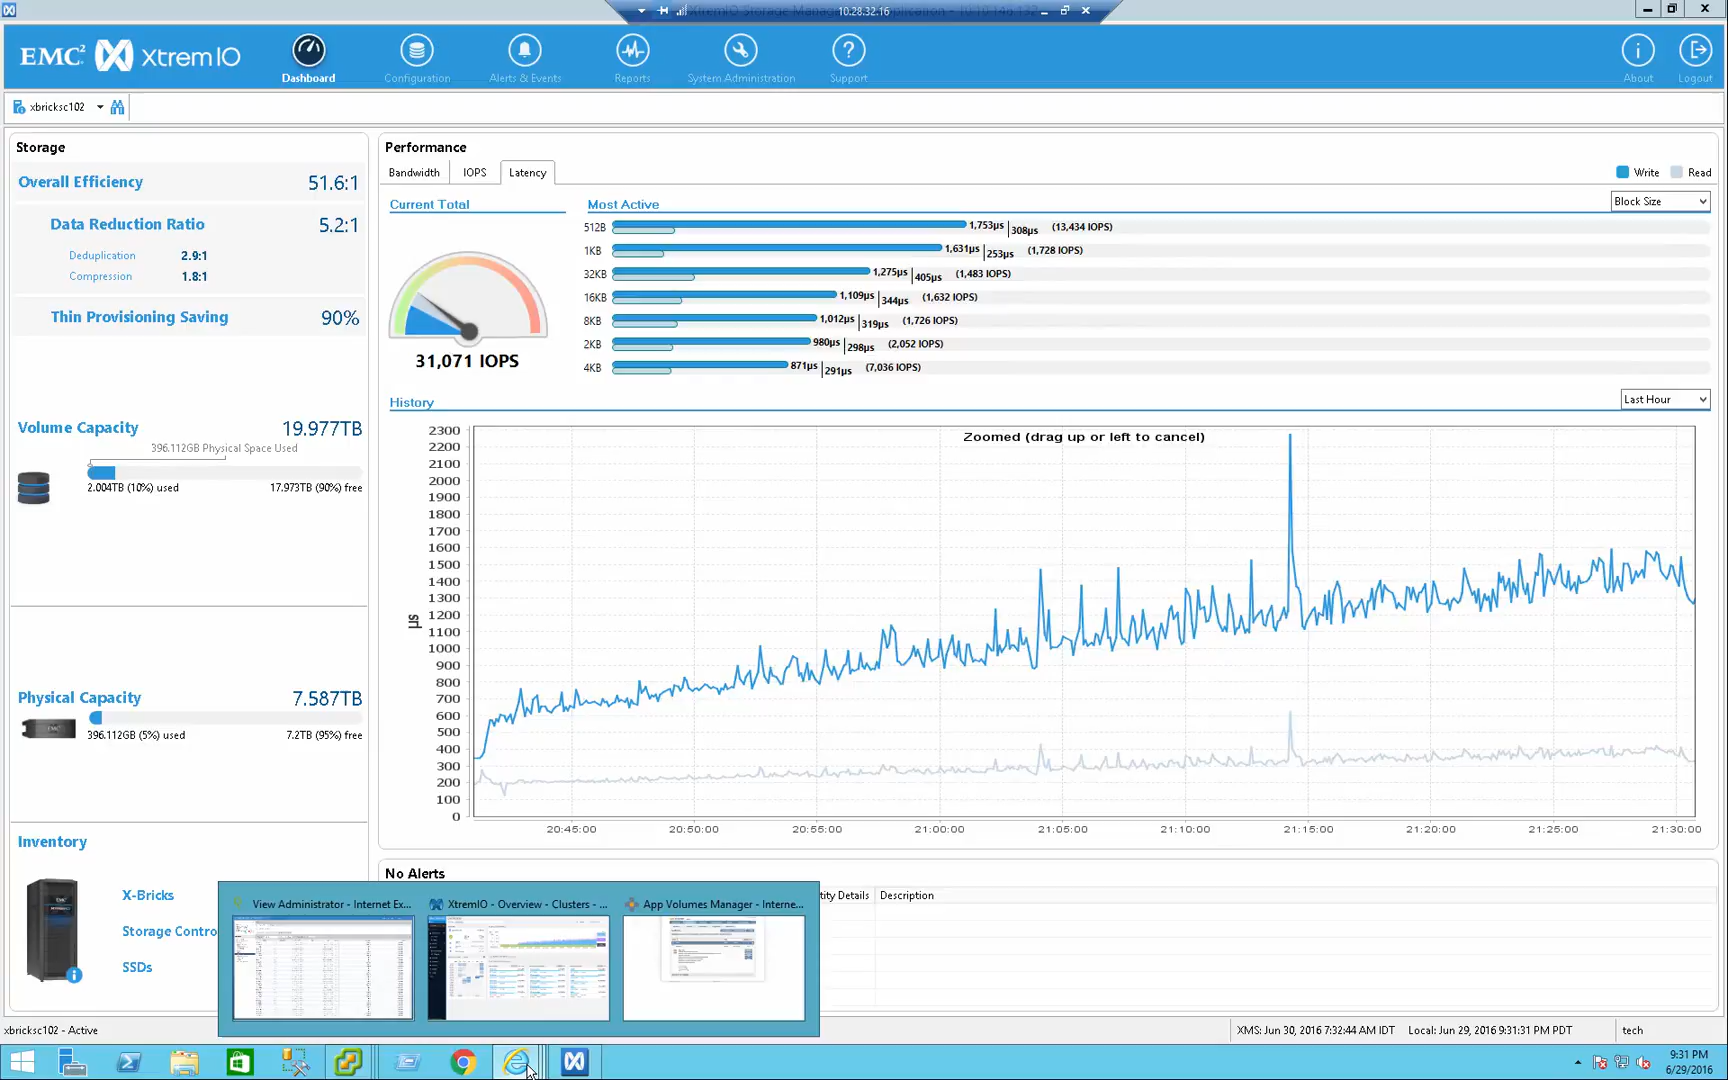 10.28.32.16
EMC² XtremIO
Dashboard
Configuration
Alerts & Events
Reports
System Administration
Support
About
Logout
xbricksc102
Storage
Overall Efficiency 51.6:1
Data Reduction Ratio 5.2:1
Deduplication 2.9:1
Compression 1.8:1
Thin Provisioning Saving 90%
Volume Capacity 19.977TB
396.112GB Physical Space Used
2.004TB (10%) used 17.973TB (90%) free
Physical Capacity 7.587TB
396.112GB (5%) used 7.2TB (95%) free
Inventory
X-Bricks
Storage Contro
SSDs
Performance
Bandwidth IOPS Latency
Write Read
Current Total
31,071 IOPS
Most Active
Block Size
512B 1,753µs 308µs (13,434 IOPS)
1KB 1,631µs 253µs (1,728 IOPS)
32KB 1,275µs 405µs (1,483 IOPS)
16KB 1,109µs 344µs (1,632 IOPS)
8KB 1,012µs 319µs (1,726 IOPS)
2KB 980µs 298µs (2,052 IOPS)
4KB 871µs 291µs (7,036 IOPS)
History
Last Hour
Zoomed (drag up or left to cancel)
2300
2200
2100
2000
1900
1800
1700
1600
1500
1400
1300
1200
1100
1000
900
800
700
600
500
400
300
200
100
0
µs
20:45:00 20:50:00 20:55:00 21:00:00 21:05:00 21:10:00 21:15:00 21:20:00 21:25:00 21:30:00
No Alerts
tity Details Description
View Administrator - Internet Ex...
XtremIO - Overview - Clusters - ...
App Volumes Manager - Interne...
xbricksc102 - Active
XMS: Jun 30, 2016 7:32:44 AM IDT Local: Jun 29, 2016 9:31:31 PM PDT
tech
9:31 PM
6/29/2016